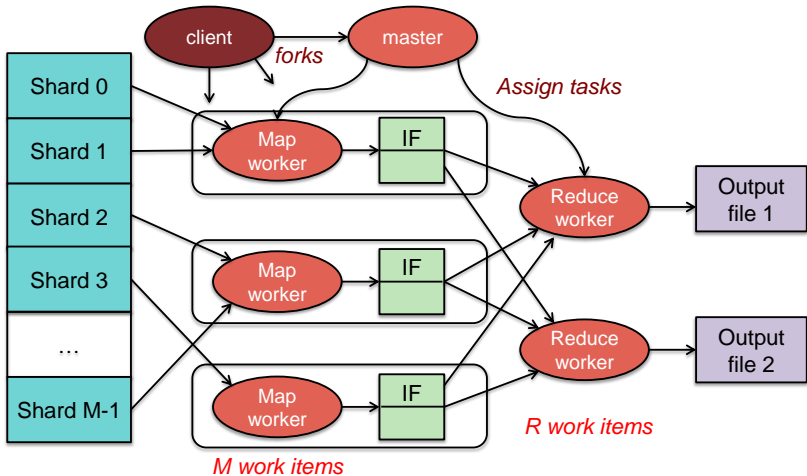 client
master
forks
Assign tasks
Shard 0
Shard 1
Shard 2
Shard 3
...
Shard M-1
Map
worker
IF
Map
worker
IF
Map
worker
IF
Reduce
worker
Reduce
worker
Output
file 1
Output
file 2
M work items
R work items